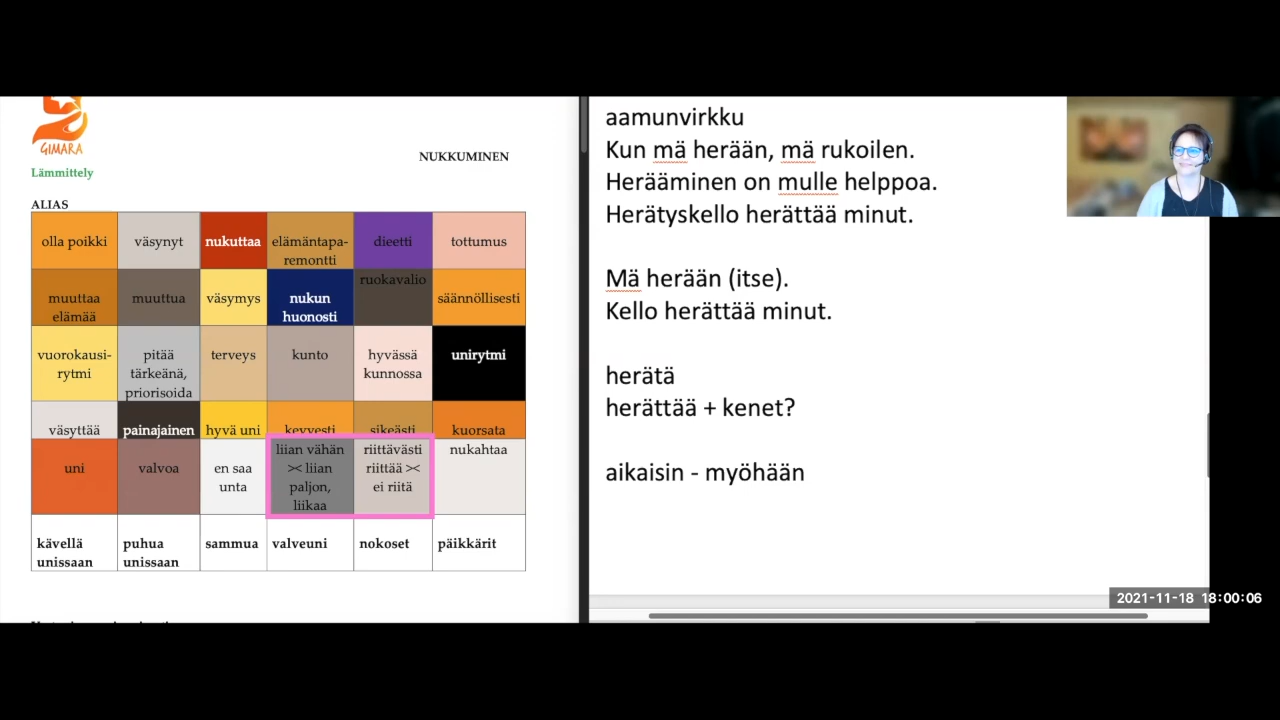 GIMARA
NUKKUMINEN
Lämmittely
ALIAS
olla poikki
väsynyt
nukuttaa
elämäntapa-
remontti
dieetti
tottumus
muuttaa
elämää
muuttua
väsymys
nukun
huonosti
ruokavalio
säännöllisesti
vuorokausi-
rytmi
pitää
tärkeänä,
priorisoida
terveys
kunto
hyvässä
kunnossa
unirytmi
väsyttää
painajainen
hyvä uni
kevyesti
sikeästi
kuorsata
uni
valvoa
en saa
unta
liian vähän
>< liian
paljon,
liikaa
riittävästi
riittää ><
ei riitä
nukahtaa
kävellä
unissaan
puhua
unissaan
sammua
valveuni
nokoset
päikkärit
aamunvirkku
Kun mä herään, mä rukoilen.
Herääminen on mulle helppoa.
Herätyskello herättää minut.
Mä herään (itse).
Kello herättää minut.
herätä
herättää + kenet?
aikaisin - myöhään
2021-11-18 18:00:06